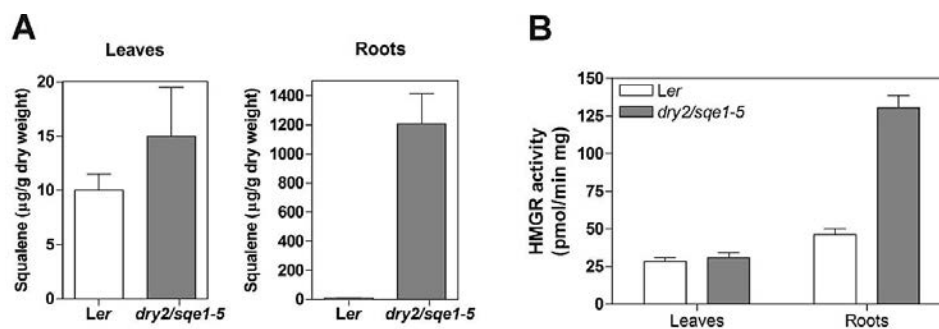 A
Leaves
Squalene (µg/g dry weight)
20
15
10
5
0
Ler
dry2/sqe1-5
Roots
Squalene (µg/g dry weight)
1400
1200
1000
800
600
400
200
0
Ler
dry2/sqe1-5
B
HMGR activity
(pmol/min mg)
150
125
100
75
50
25
0
Ler
dry2/sqe1-5
Leaves
Roots